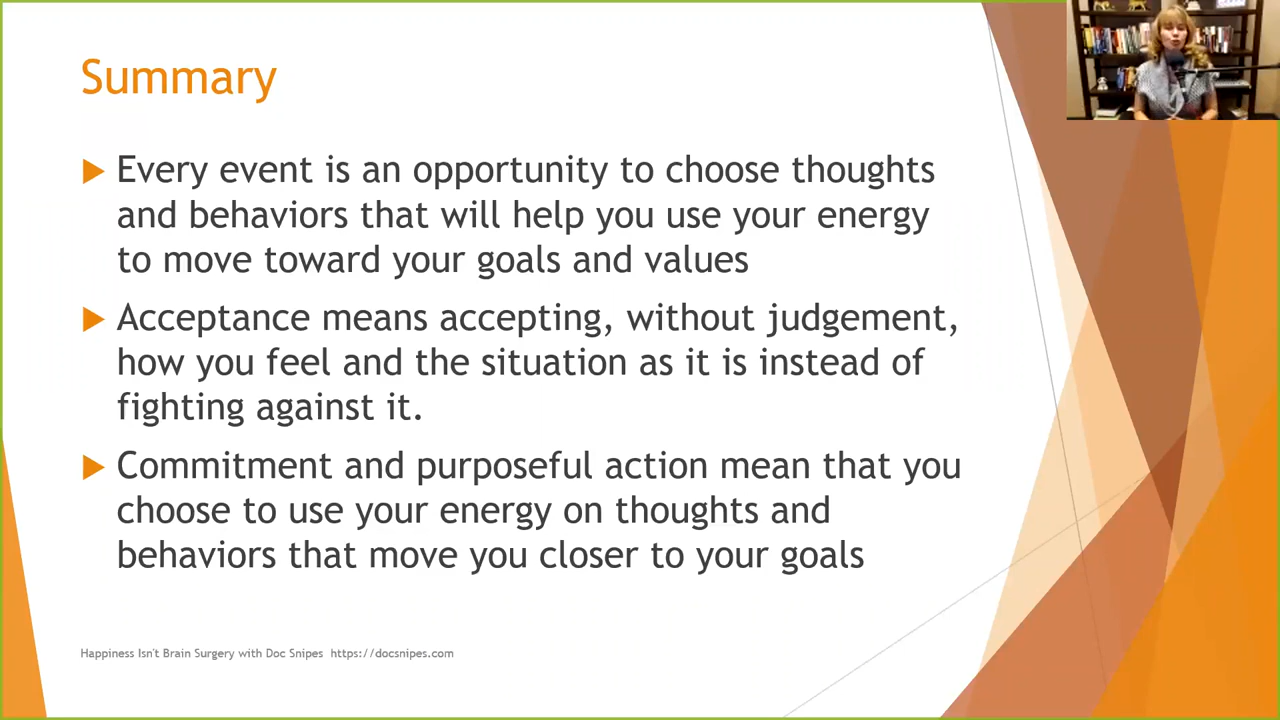 Summary
Every event is an opportunity to choose thoughts
and behaviors that will help you use your energy
to move toward your goals and values
Acceptance means accepting, without judgement,
how you feel and the situation as it is instead of
fighting against it.
Commitment and purposeful action mean that you
choose to use your energy on thoughts and
behaviors that move you closer to your goals
Happiness Isn't Brain Surgery with Doc Snipes https://docsnipes.com